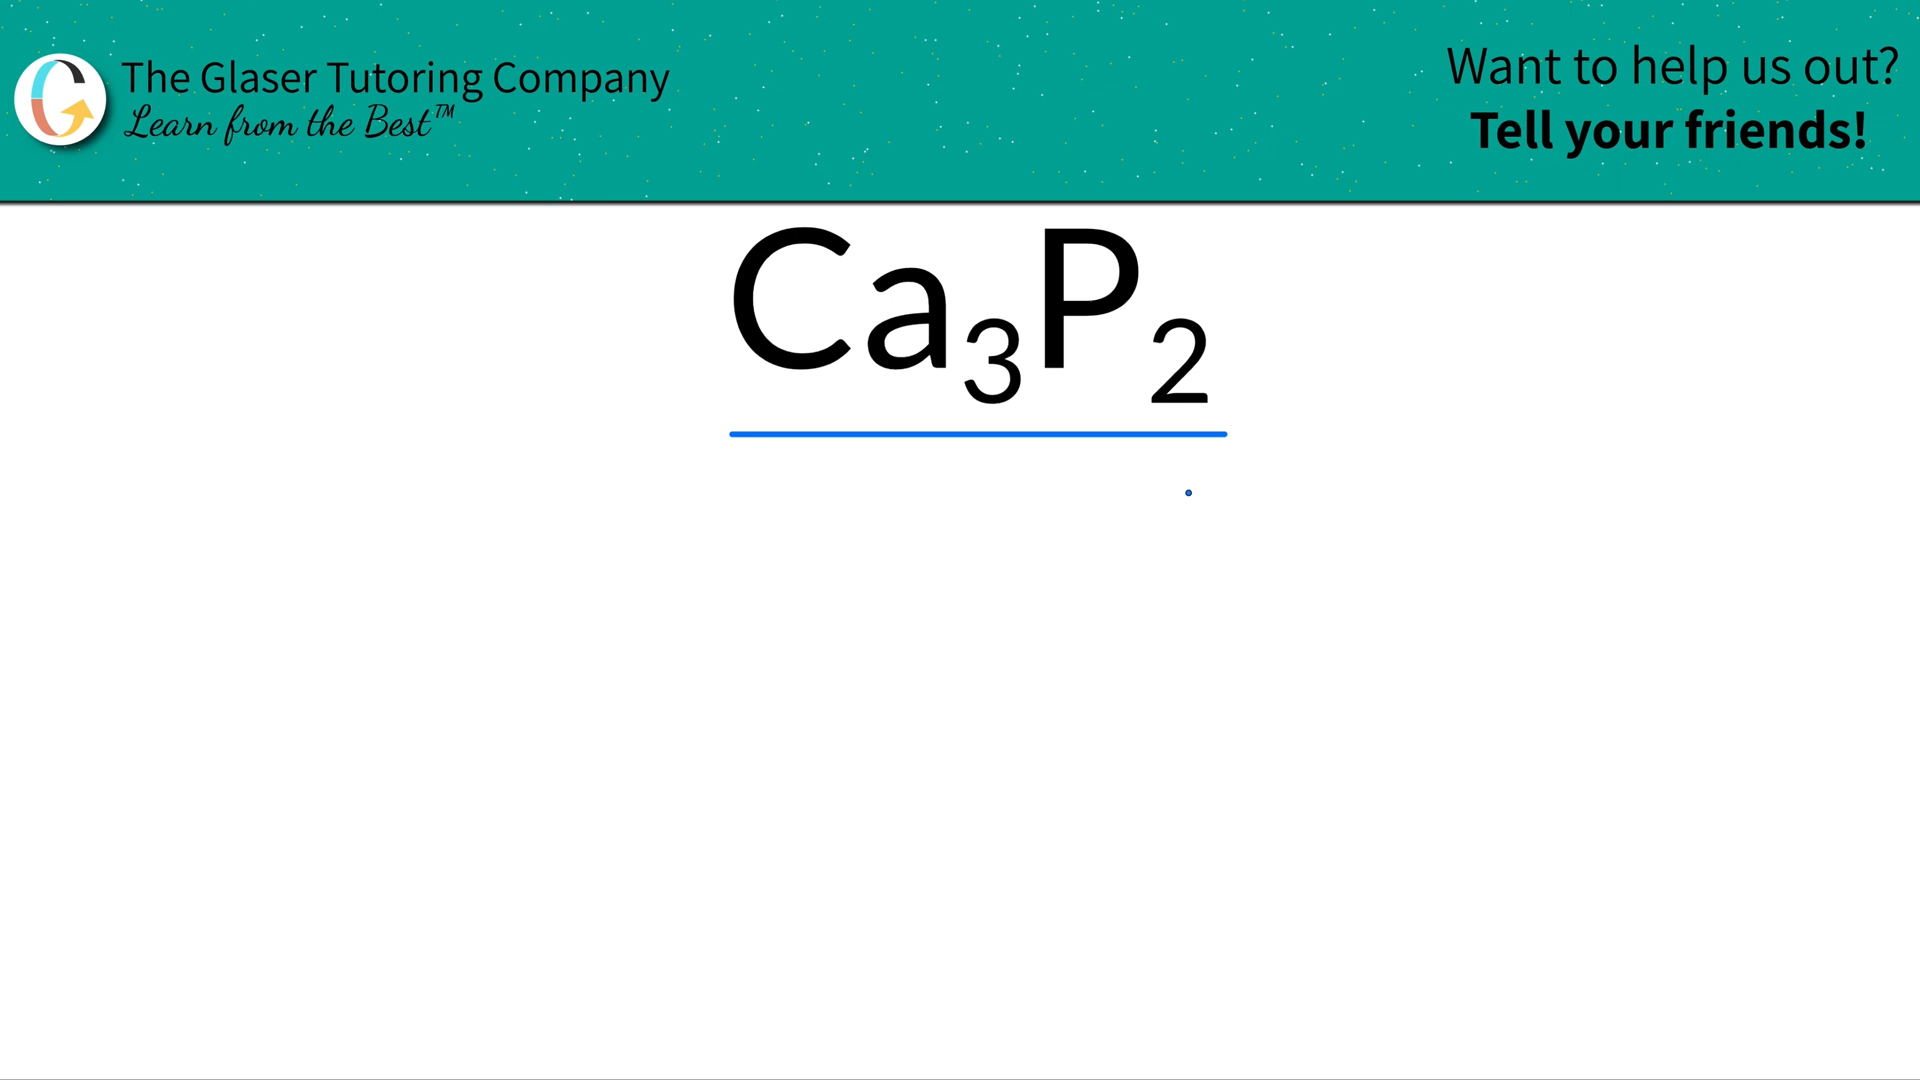 The Glaser Tutoring Company
Learn from the Best™
Want to help us out?
Tell your friends!
Ca₃P₂